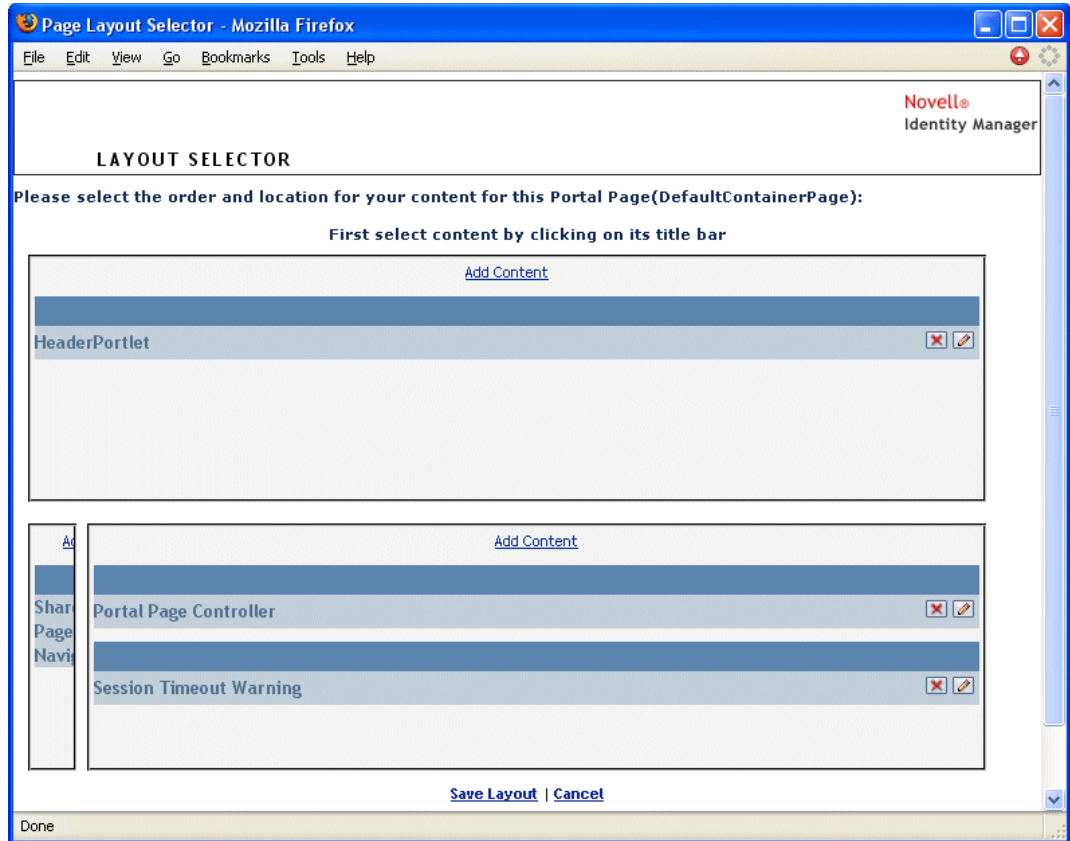 Page Layout Selector - Mozilla Firefox
File Edit View Go Bookmarks Tools Help
Novell®
Identity Manager
LAYOUT SELECTOR
Please select the order and location for your content for this Portal Page(DefaultContainerPage):
First select content by clicking on its title bar
Add Content
HeaderPortlet
Add Content
Portal Page Controller
Session Timeout Warning
Page
Save Layout | Cancel
Done